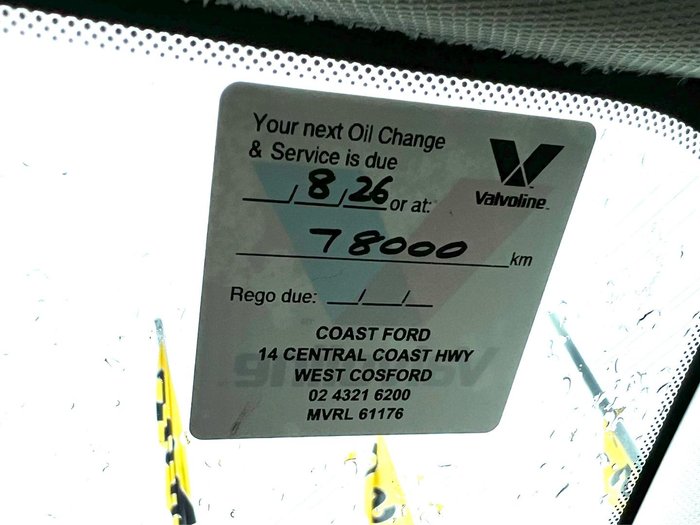 Your next Oil Change
& Service is due
__/8/26 or at:
Valvoline
78000 km
Rego due: __/__/__
COAST FORD
14 CENTRAL COAST HWY
WEST COSFORD
02 4321 6200
MVRL 61176